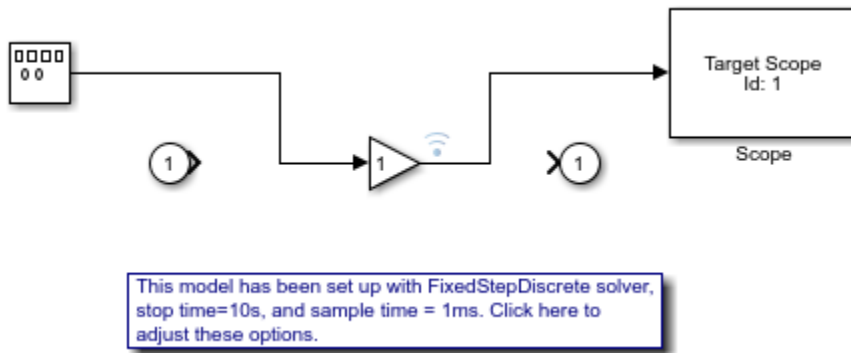 Target Scope
Id: 1
Scope
1
1
1
This model has been set up with FixedStepDiscrete solver,
stop time=10s, and sample time = 1ms. Click here to
adjust these options.